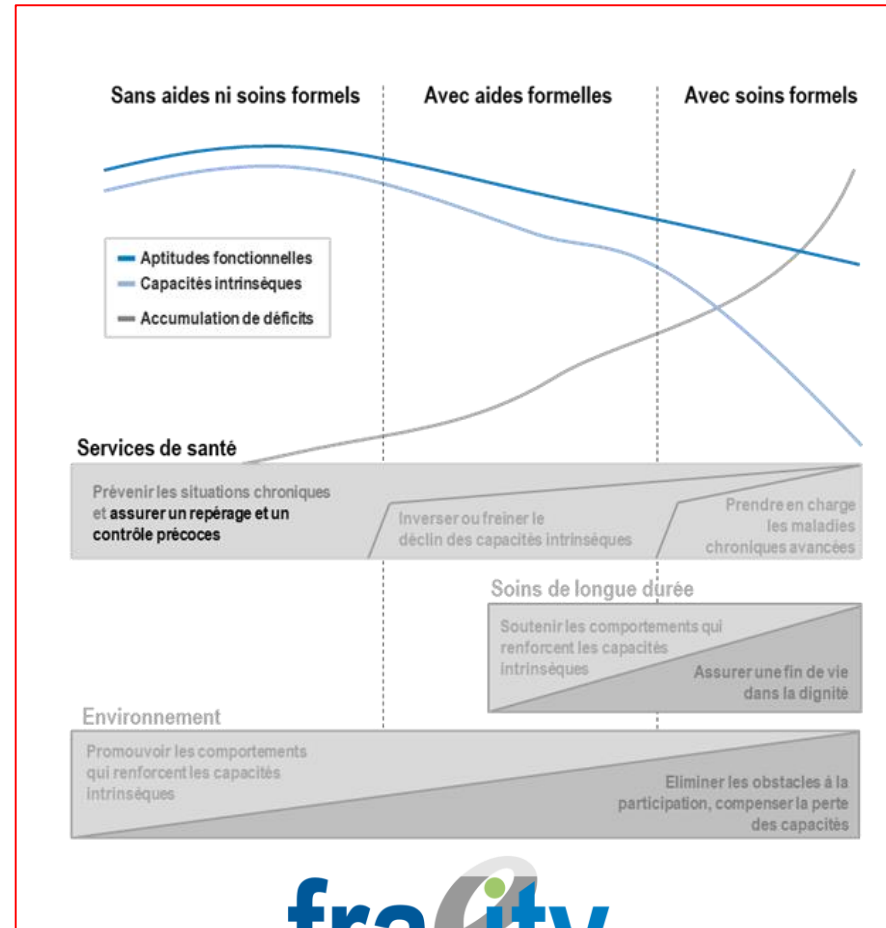 Sans aides ni soins formels
Avec aides formelles
Avec soins formels
Aptitudes fonctionnelles
Capacités intrinsèques
Accumulation de déficits
Services de santé
Prévenir les situations chroniques
et assurer un repérage et un
contrôle précoces
Inverser ou freiner le
déclin des capacités intrinsèques
Prendre en charge
les maladies
chroniques avancées
Soins de longue durée
Soutenir les comportements qui
renforcent les capacités
intrinsèques
Assurer une fin de vie
dans la dignité
Environnement
Promouvoir les comportements
qui renforcent les capacités
intrinsèques
Eliminer les obstacles à la
participation, compenser la perte
des capacités